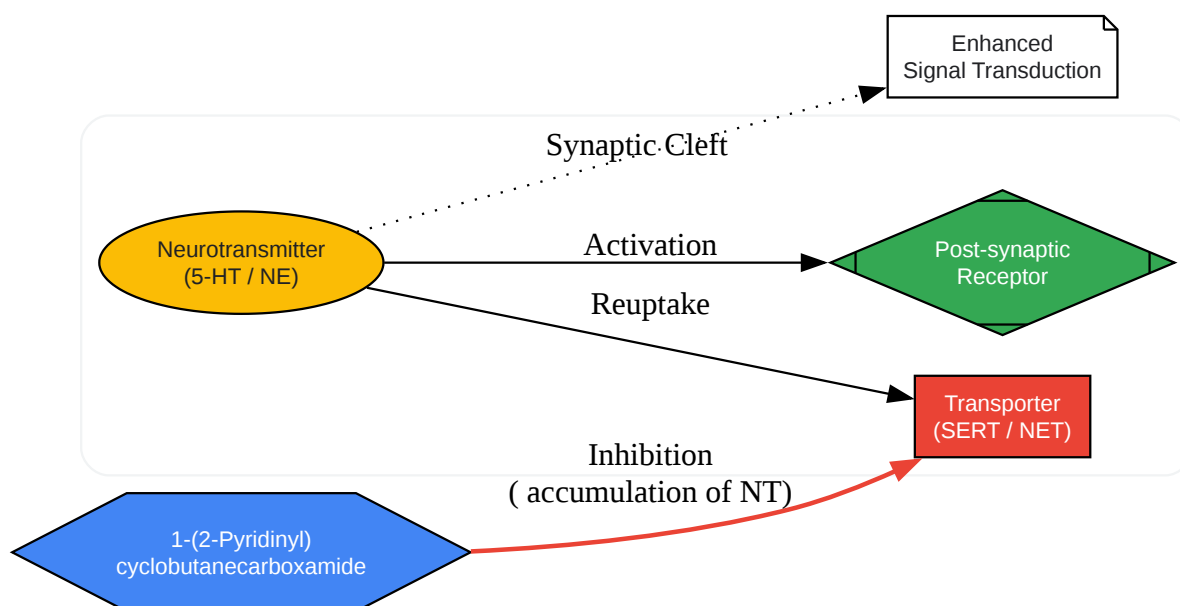 Enhanced
Signal Transduction
Synaptic Cleft
Neurotransmitter
(5-HT / NE)
Activation
Post-synaptic
Receptor
Reuptake
Transporter
(SERT / NET)
Inhibition
( accumulation of NT)
1-(2-Pyridinyl)
cyclobutanecarboxamide